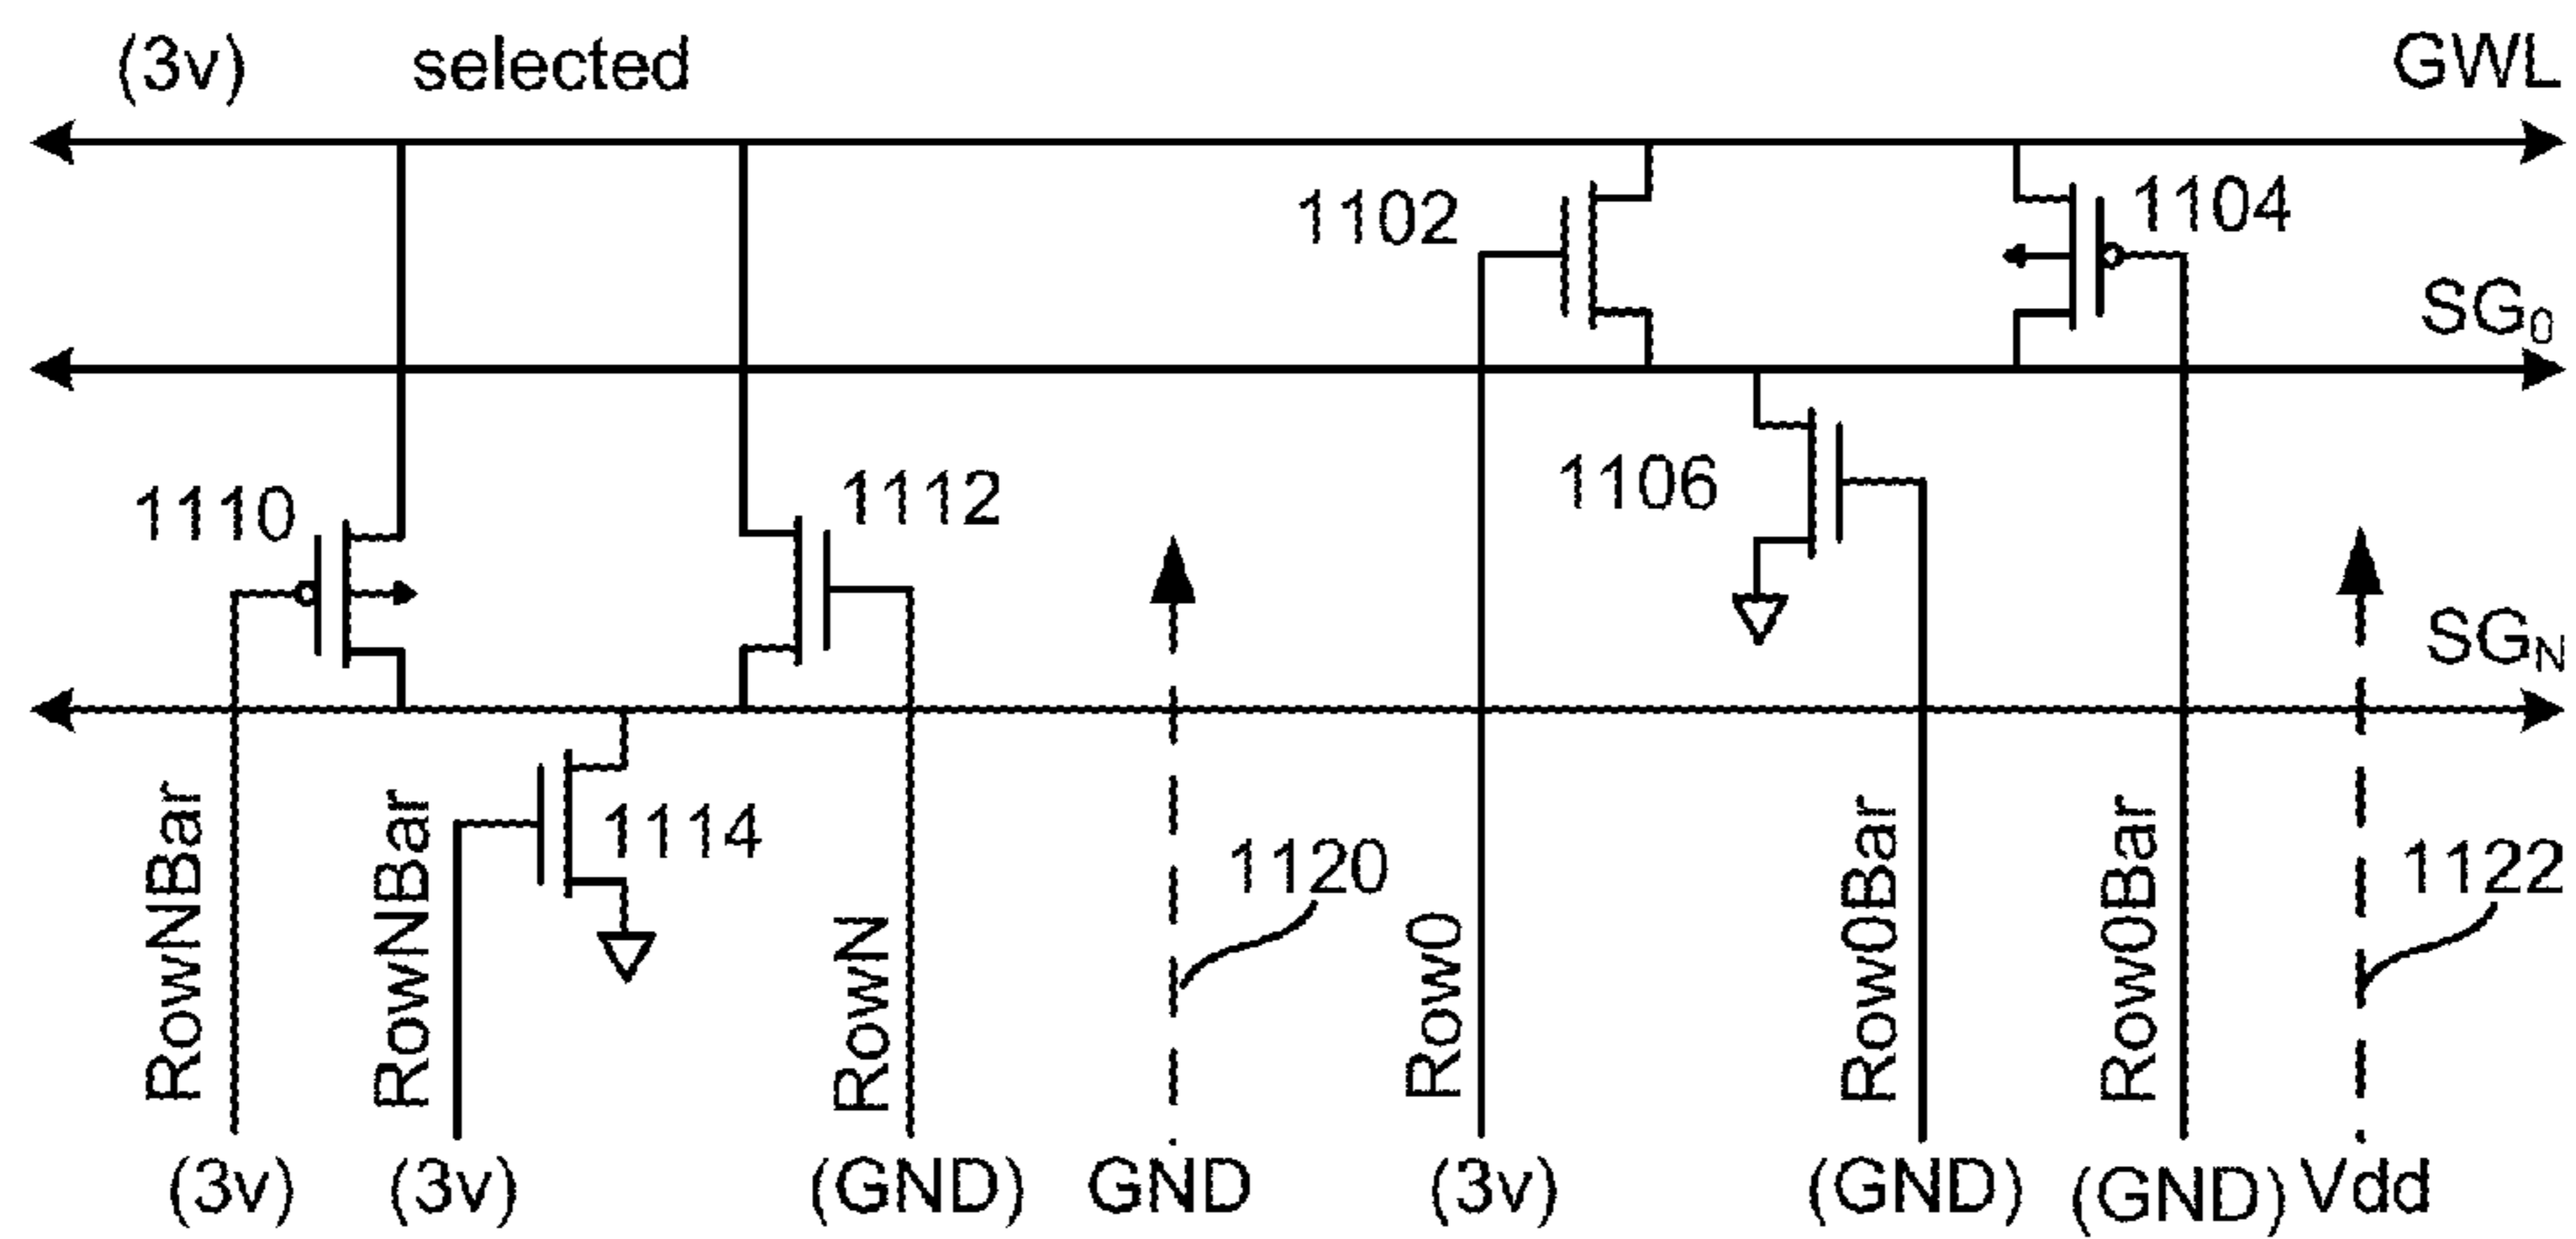 (3v) selected GWL
1102 1104
SG0
1110 1112 1106
SGN
RowNBar RowNBar 1114 RowN 1120 Row0 Row0Bar Row0Bar 1122
(3v) (3v) (GND) GND (3v) (GND) (GND) Vdd